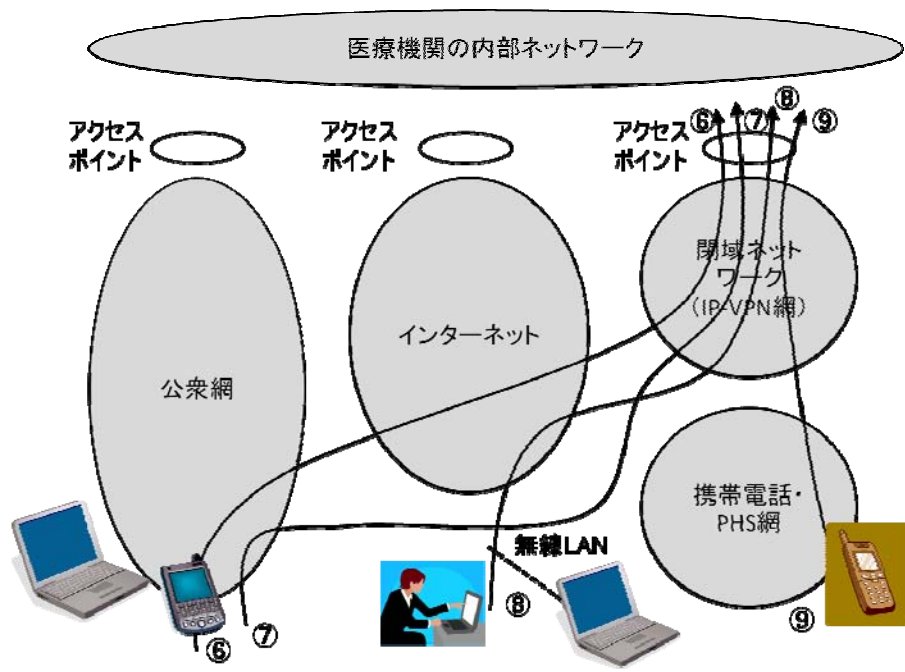 医療機関の内部ネットワーク
アクセス
ポイント
アクセス
ポイント
アクセス
ポイント
⑥
⑦
⑧
⑨
閉域ネット
ワーク
(IP-VPN網)
インターネット
公衆網
携帯電話・
PHS網
無線LAN
⑥
⑦
⑧
⑨